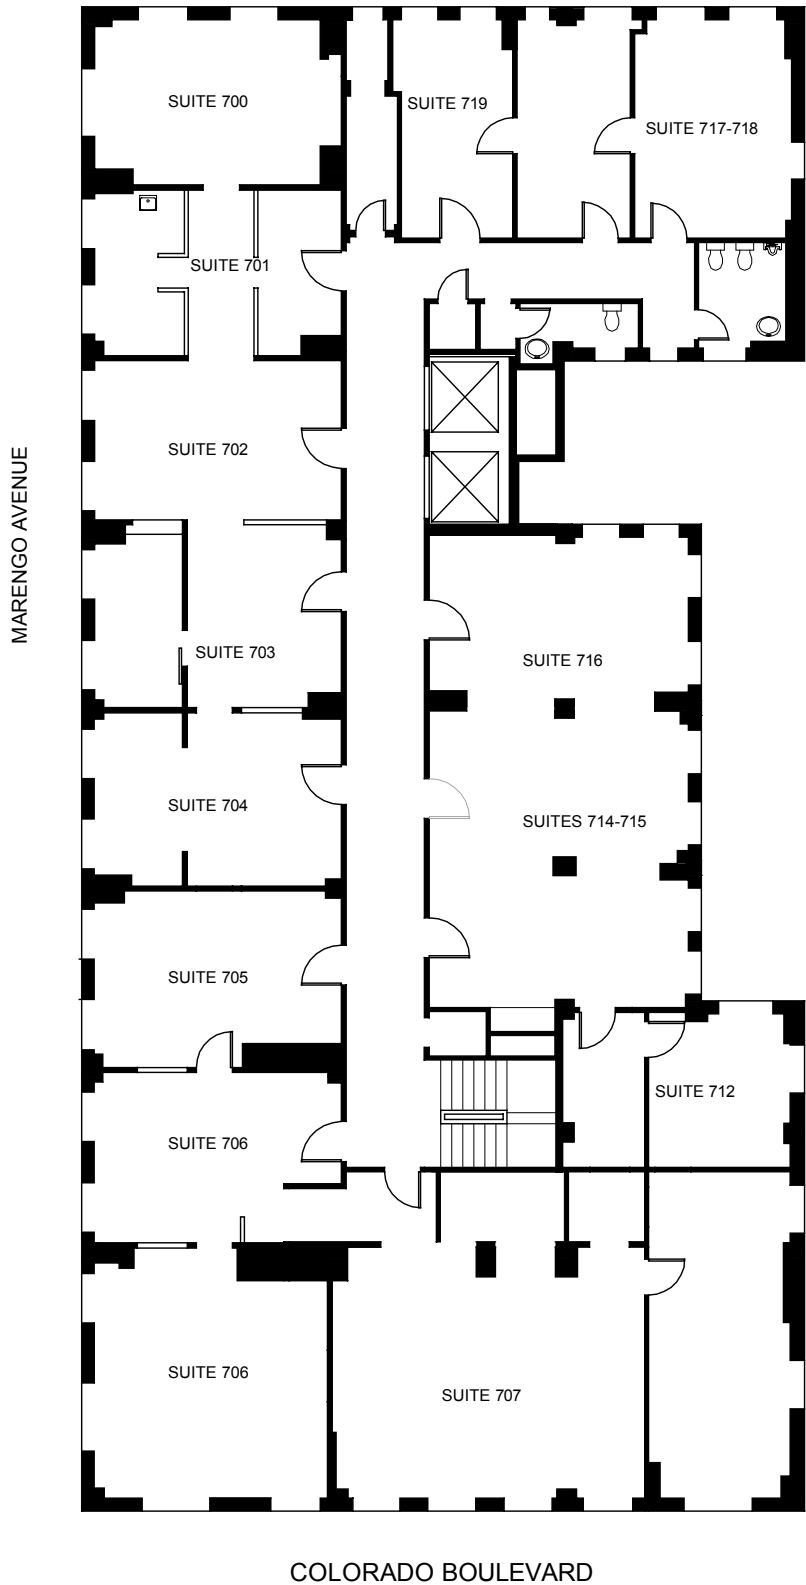 SUITE 700
SUITE 719
SUITE 717-718
SUITE 701
SUITE 702
MARENGO AVENUE
SUITE 703
SUITE 716
SUITE 704
SUITES 714-715
SUITE 705
SUITE 712
SUITE 706
SUITE 706
SUITE 707
COLORADO BOULEVARD